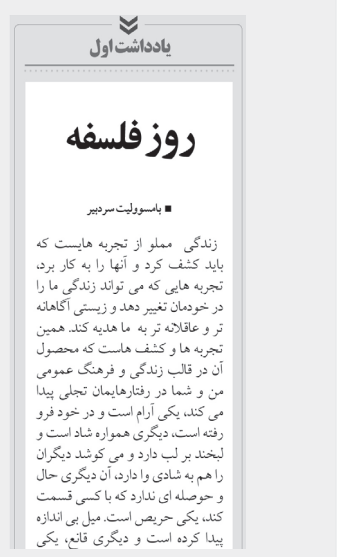 یادداشت اول
روز فلسفه
■ بامسوولیت سردبیر
زندگی مملو از تجربه هایست که
باید کشف کرد و آنها را به کار برد،
تجربه هایی که می تواند زندگی ما را
در خودمان تغییر دهد و زیستی آگاهانه
تر و عاقلانه تر به ما هدیه کند. همین
تجربه ها و کشف هاست که محصول
آن در قالب زندگی و فرهنگ عمومی
من و شما در رفتارهایمان تجلی پیدا
می کند، یکی آرام است و در خود فرو
رفته است، دیگری همواره شاد است و
لبخند بر لب دارد و می کوشد دیگران
را هم به شادی وا دارد، آن دیگری حال
و حوصله ای ندارد که با کسی قسمت
کند، یکی حریص است. میل بی اندازه
پیدا کرده است و دیگری قانع، یکی